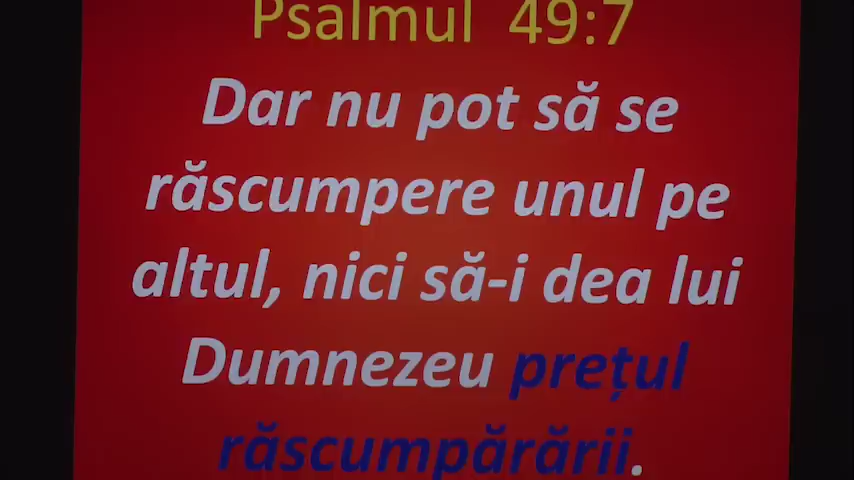 Psalmul 49:7
Dar nu pot să se
răscumpere unul pe
altul, nici să-i dea lui
Dumnezeu prețul
răscumpărării.